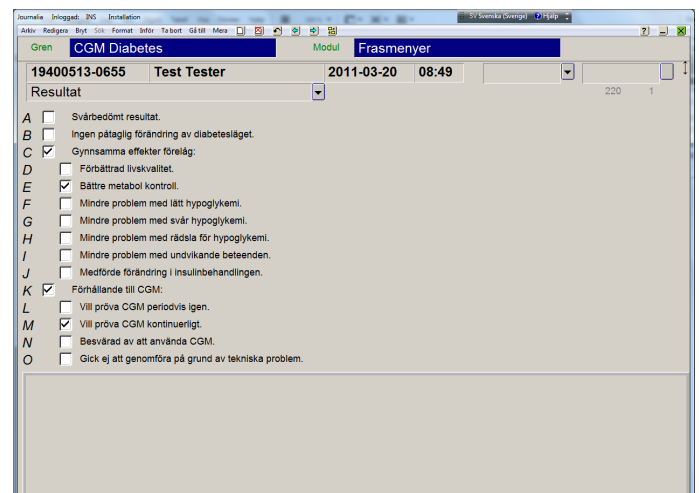 Journalia Inloggad: INS Installation
SV Svenska (Sverige) Hjälp
Arkiv Redigera Bryt Sök Format Inför Ta bort Gå till Mera
Gren CGM Diabetes Modul Frasmenyer
19400513-0655 Test Tester 2011-03-20 08:49
Resultat 220 1
A Svårbedömt resultat.
B Ingen påtaglig förändring av diabetesläget.
C Gynnsamma effekter förelåg:
D Förbättrad livskvalitet.
E Bättre metabol kontroll.
F Mindre problem med lätt hypoglykemi.
G Mindre problem med svår hypoglykemi.
H Mindre problem med rädsla för hypoglykemi.
I Mindre problem med undvikande beteenden.
J Medförde förändring i insulinbehandlingen.
K Förhållande till CGM:
L Vill pröva CGM periodvis igen.
M Vill pröva CGM kontinuerligt.
N Besvärad av att använda CGM.
O Gick ej att genomföra på grund av tekniska problem.